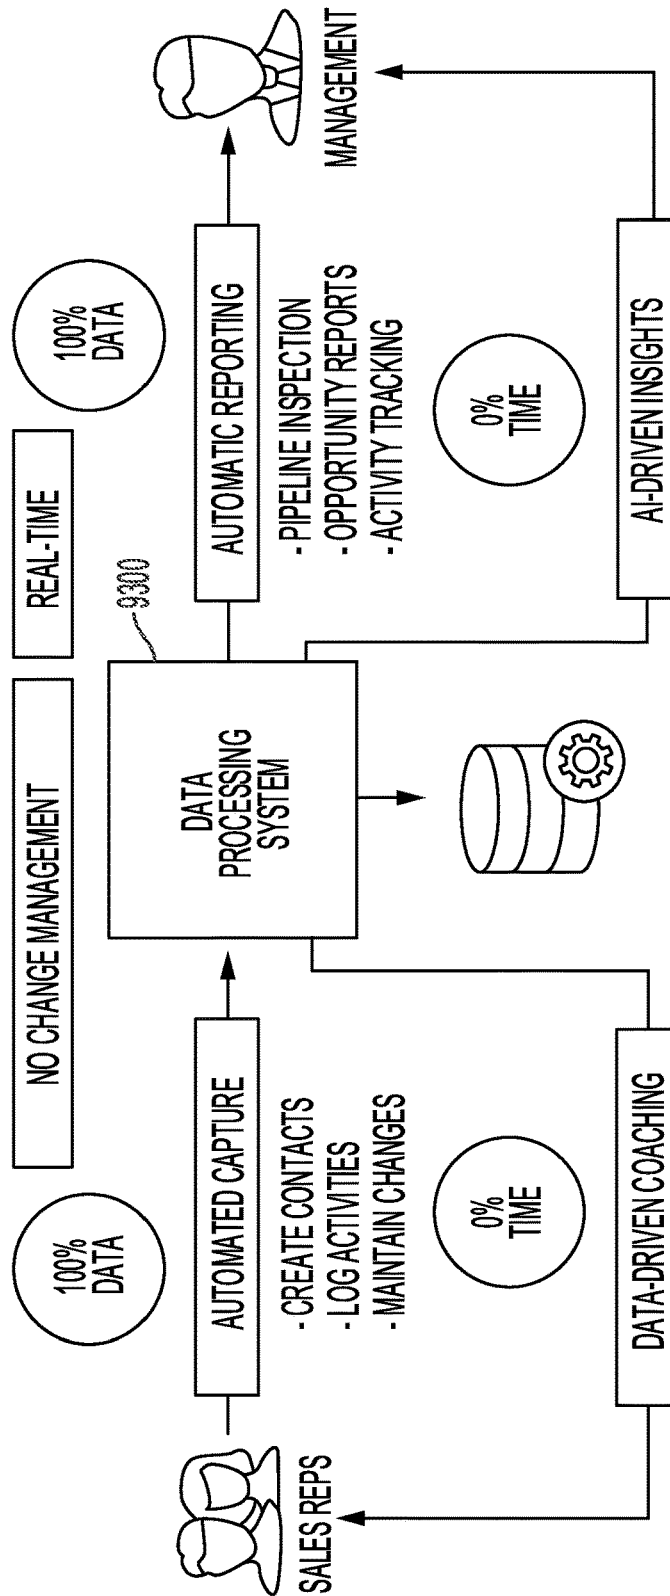 NO CHANGE MANAGEMENT
REAL-TIME
100%
DATA
100%
DATA
9300
SALES REPS
AUTOMATED CAPTURE
- CREATE CONTACTS
- LOG ACTIVITIES
- MAINTAIN CHANGES
DATA
PROCESSING
SYSTEM
AUTOMATIC REPORTING
- PIPELINE INSPECTION
- OPPORTUNITY REPORTS
- ACTIVITY TRACKING
MANAGEMENT
0%
TIME
0%
TIME
DATA-DRIVEN COACHING
AI-DRIVEN INSIGHTS